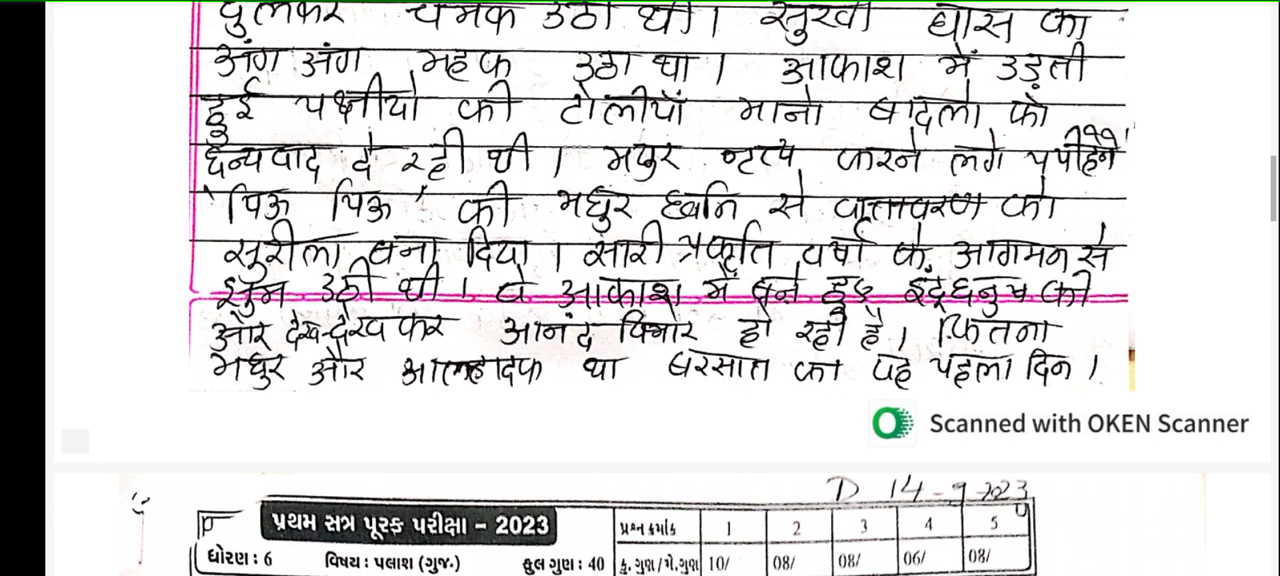 धुलकर चमक उठी थी। सुखी घास का
अंग अंग महक उठा था। आकाश में उड़ती
हुई पक्षीयो की टोलीयाँ मानो बादलो को
धन्यवाद दे रही थी। मयुर नृत्य करने लगे पपीहेने
'पिऊ पिऊ' की मधुर ध्वनि से वातावरण को
सुरीला बना दिया। सारी प्रकृति वर्षा के आगमन से
झुम उठी थी। वे आकाश में बने हुए इंद्रधनुष की
और देख-देखकर आनंद विभोर हो रही है। कितना
मधुर और आल्हादक था बरसात का यह पहला दिन।
Scanned with OKEN Scanner
D 14-9-2023
પ્રથમ સત્ર પૂરક પરીક્ષા - 2023 પ્રશ્ન ક્રમાંક 1 2 3 4 5
ધોરણ : 6 વિષય : પલાશ (ગુજ.) કુલ ગુણ : 40 કુ. ગુણ / મે. ગુણ 10/ 08/ 08/ 06/ 08/